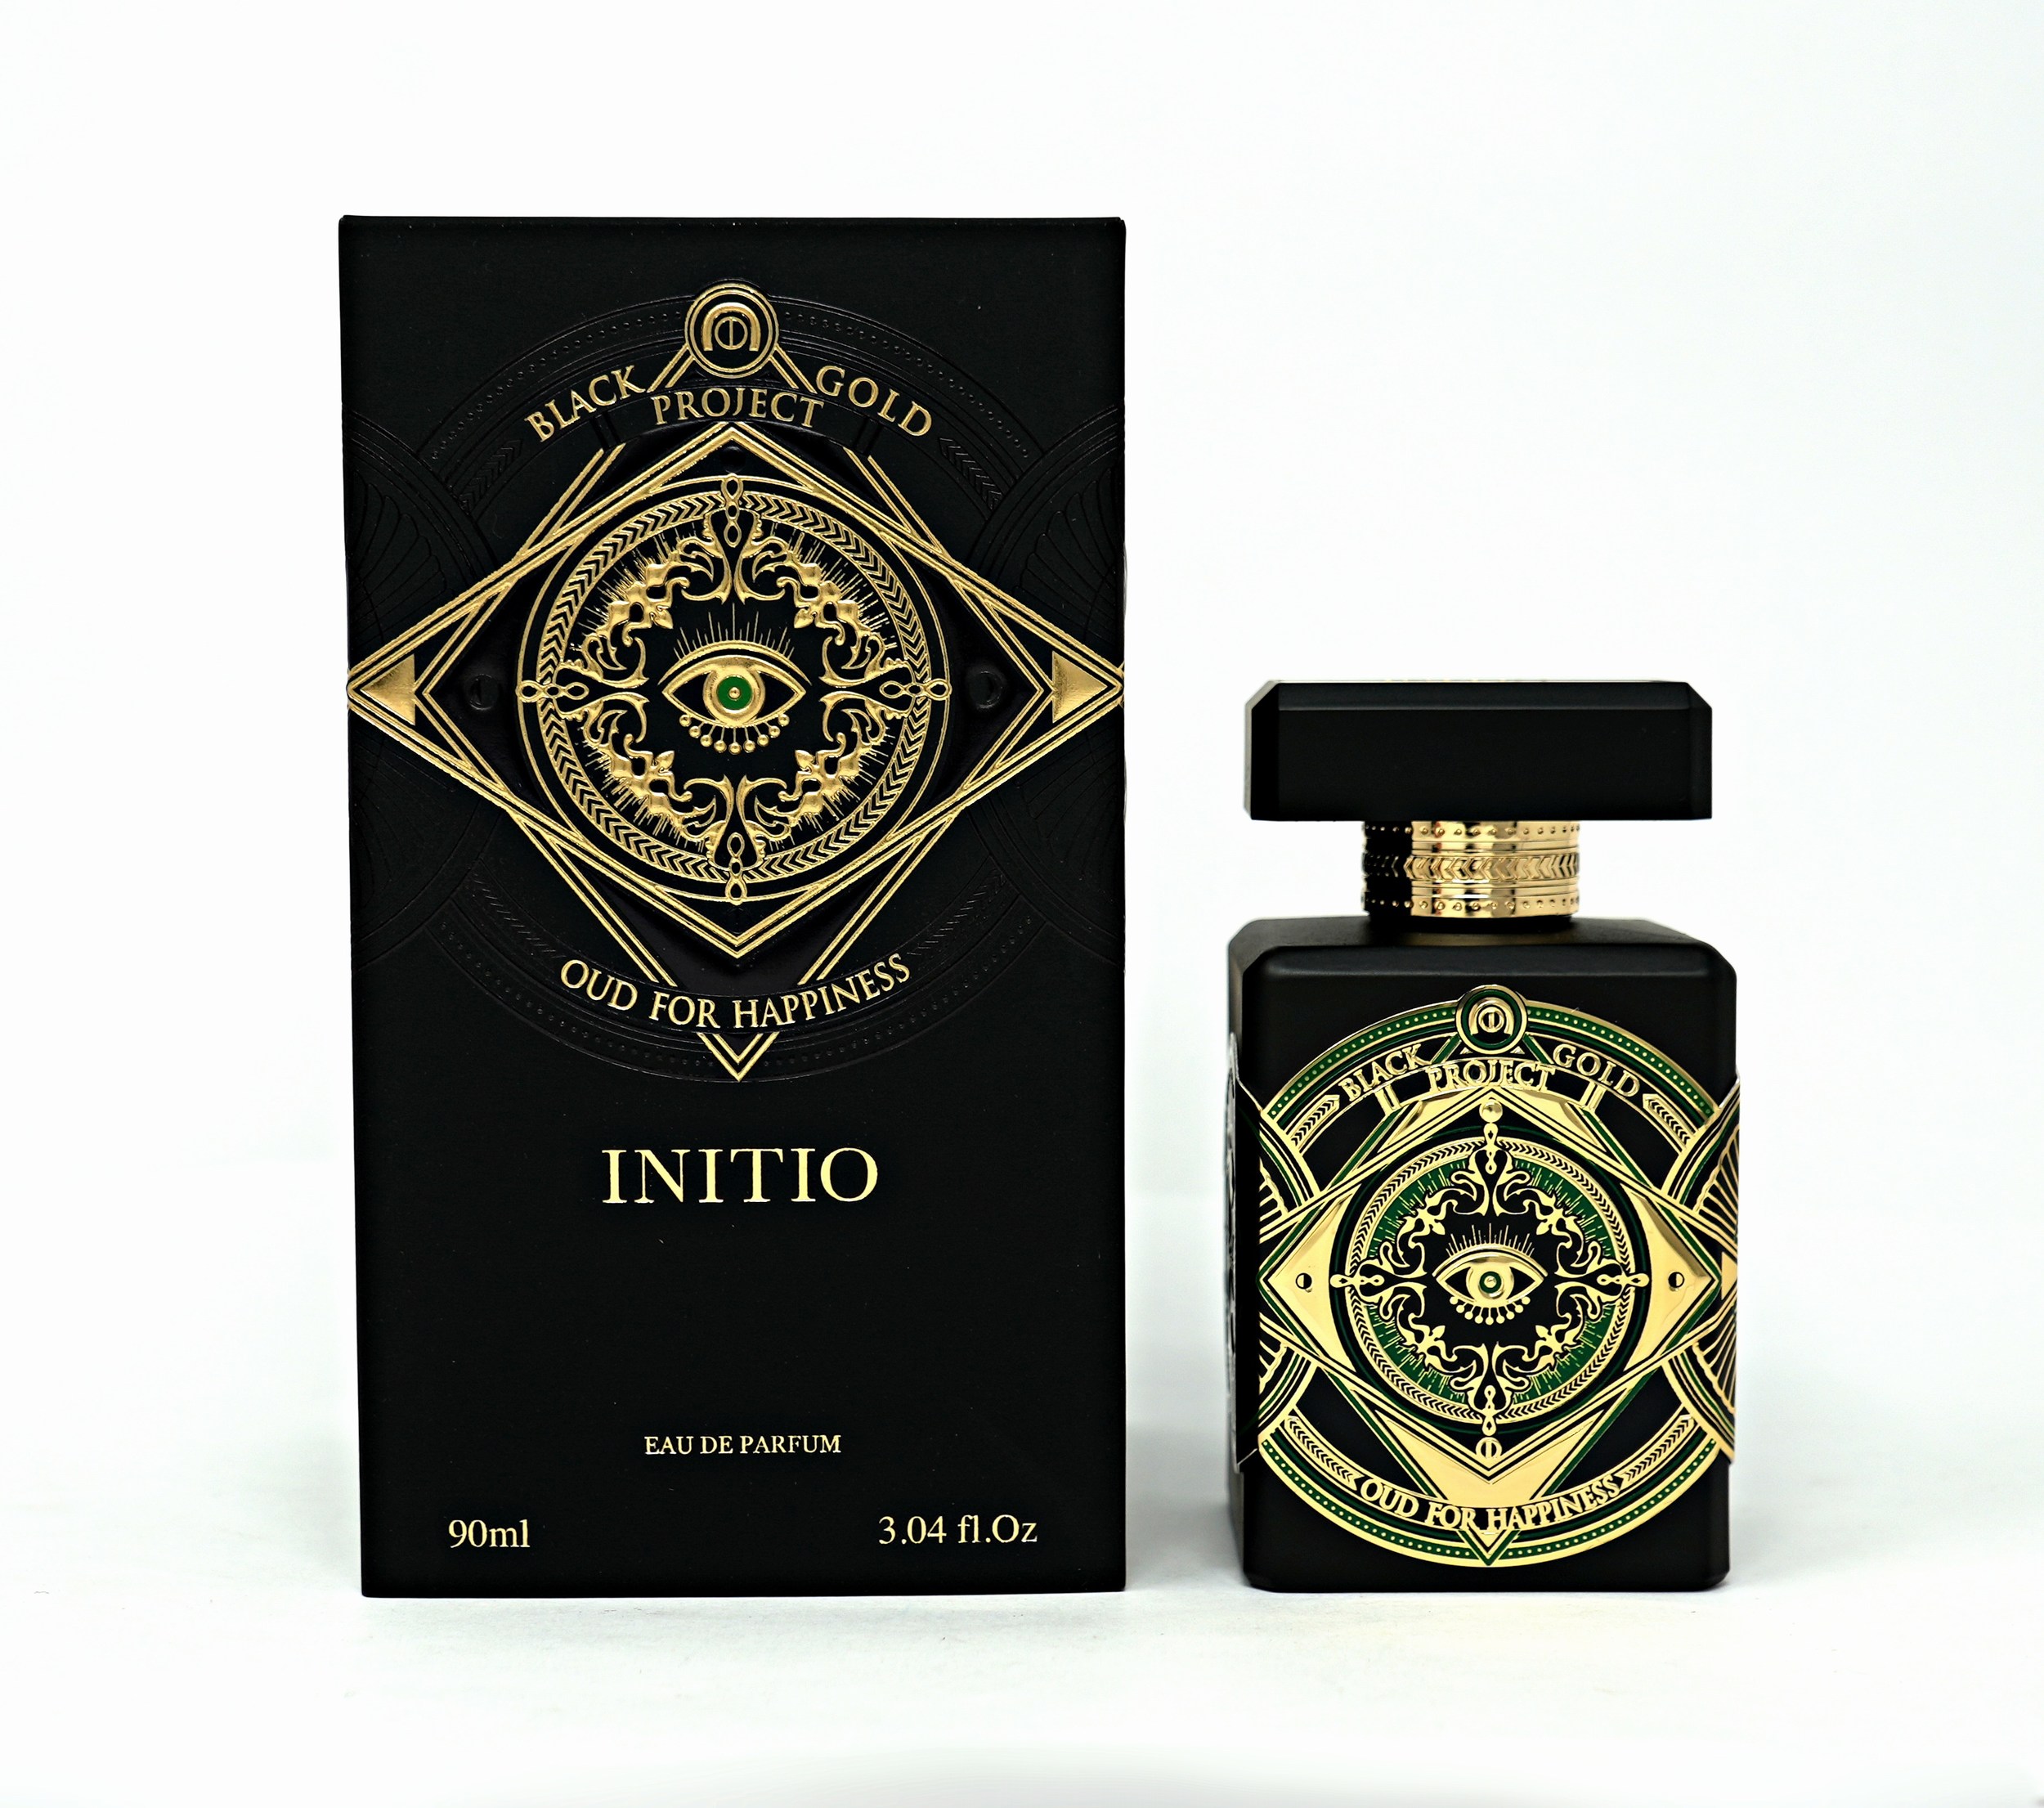 BLACK GOLD
PROJECT
OUD FOR HAPPINESS
INITIO
EAU DE PARFUM
90ml 3.04 fl.Oz
BLACK GOLD
PROJECT
OUD FOR HAPPINESS